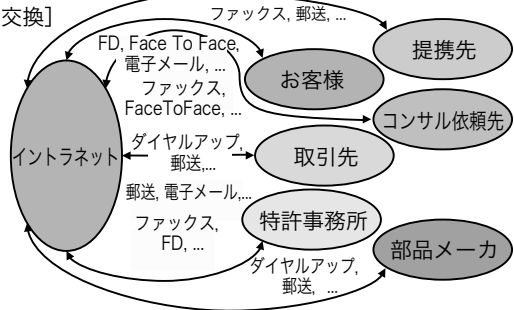 交換]
ファックス, 郵送, ...
FD, Face To Face,
電子メール, ...
ファックス,
FaceToFace, ...
提携先
お客様
コンサル依頼先
イントラネット
ダイヤルアップ,
郵送,...
取引先
郵送, 電子メール,...
ファックス,
FD, ...
特許事務所
部品メーカ
ダイヤルアップ,
郵送, ...